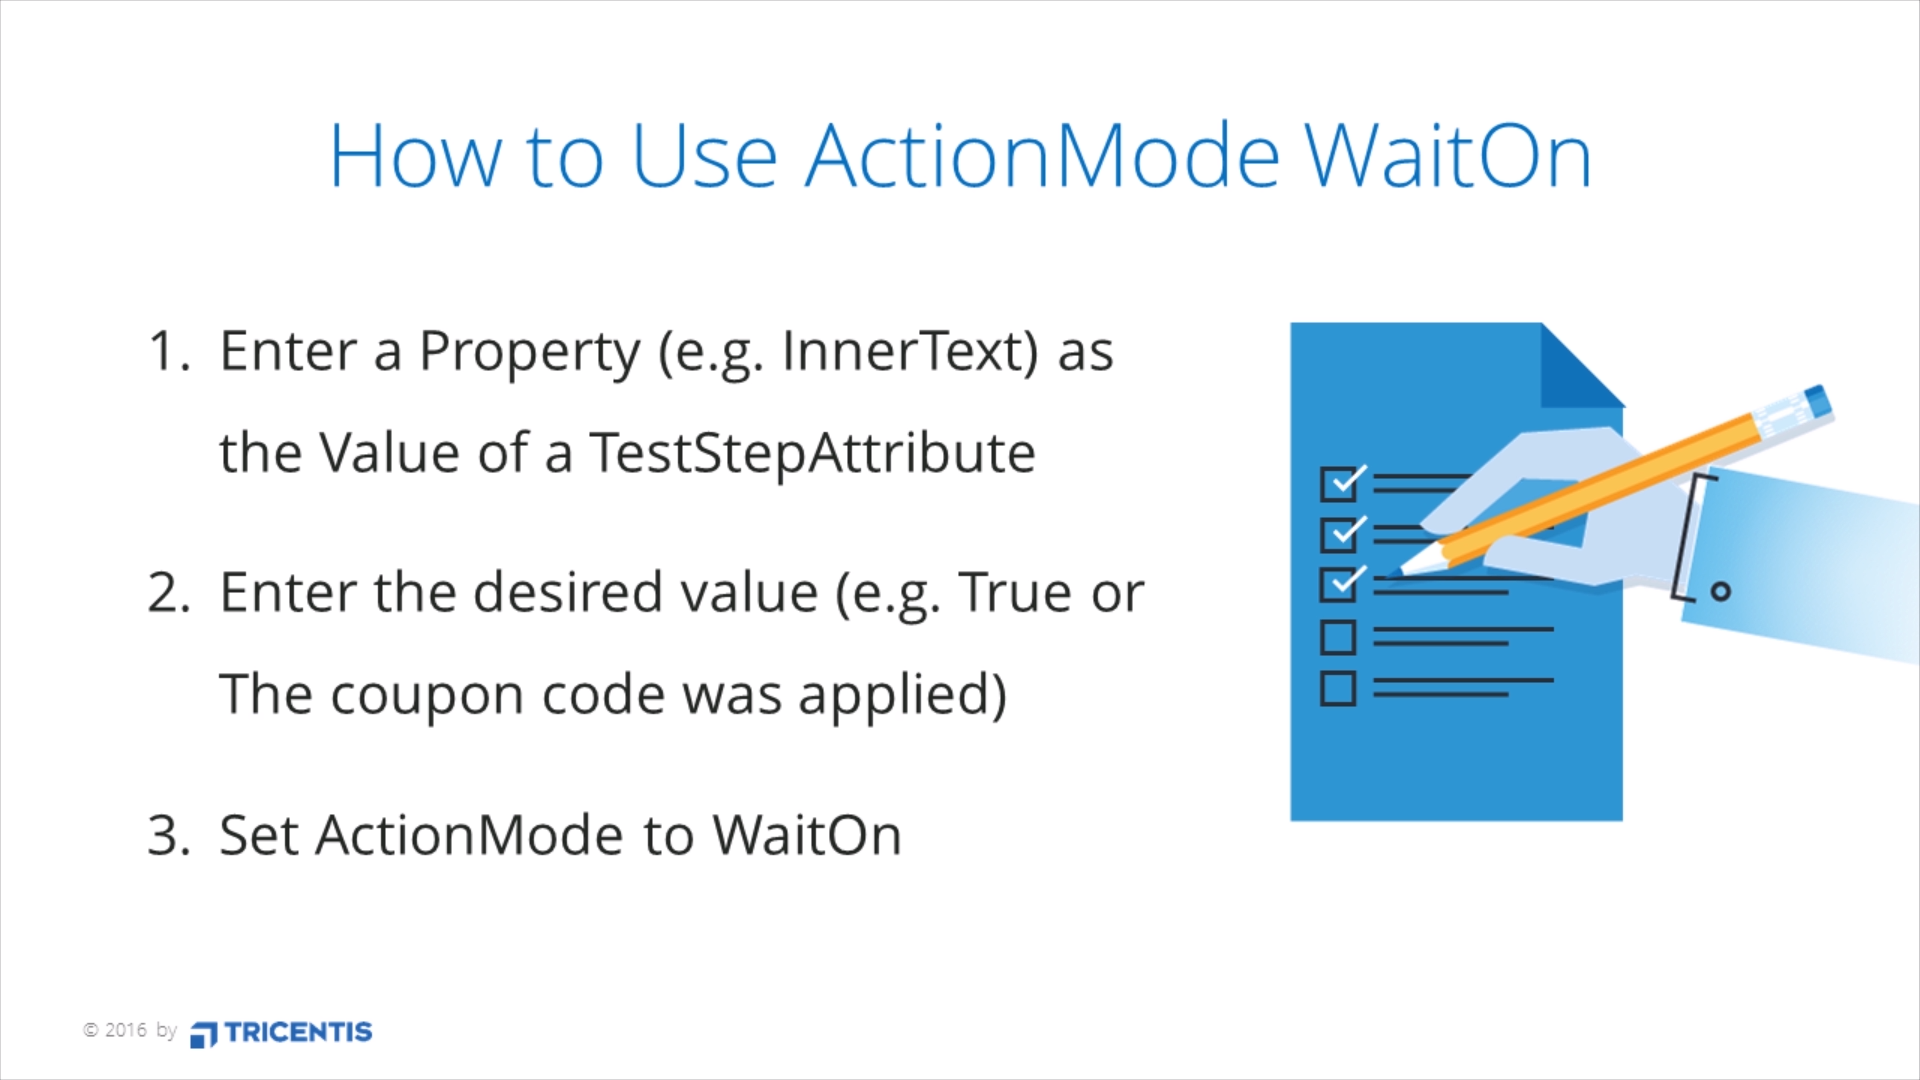 How to Use ActionMode WaitOn
1. Enter a Property (e.g. InnerText) as
the Value of a TestStepAttribute
2. Enter the desired value (e.g. True or
The coupon code was applied)
3. Set ActionMode to WaitOn
© 2016 by TRICENTIS